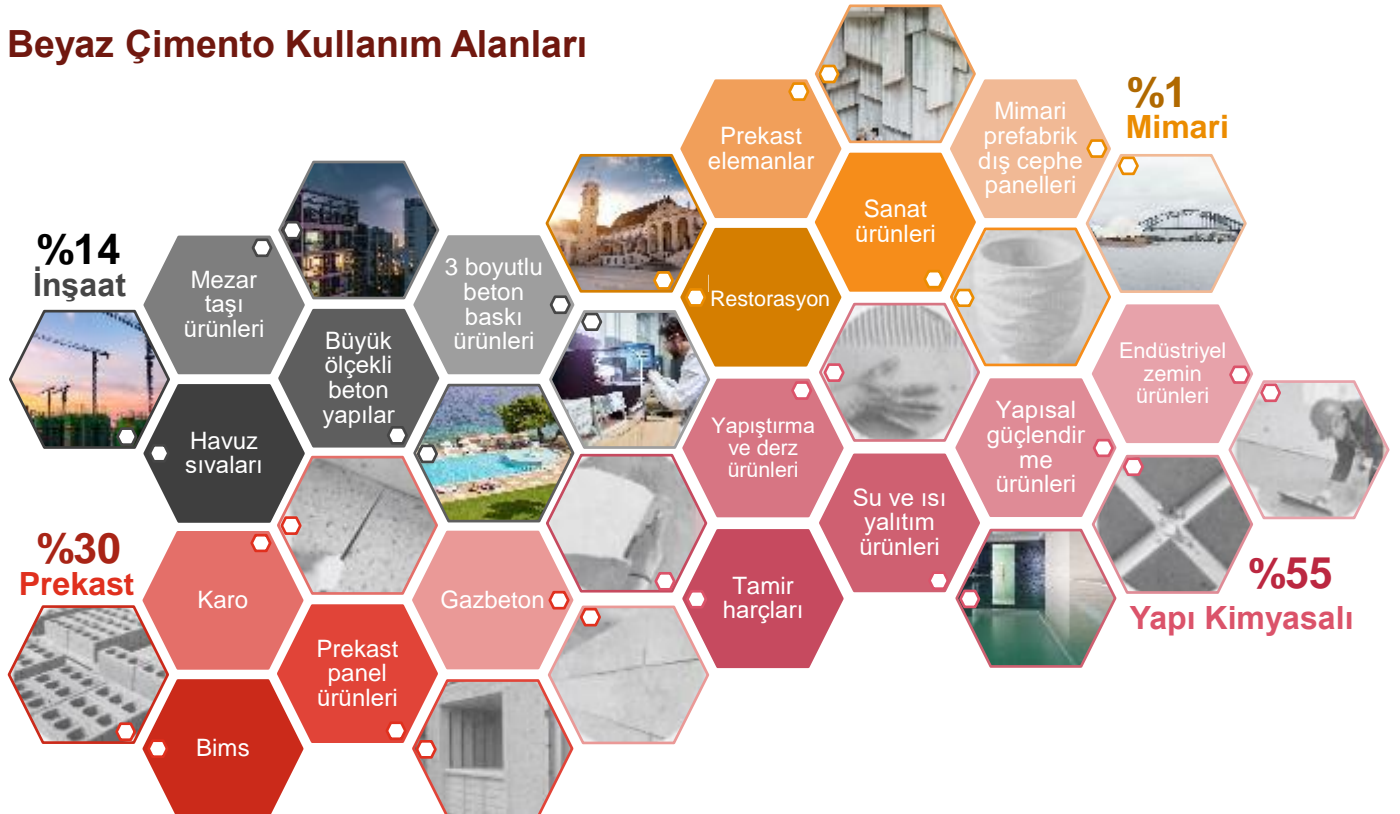 Beyaz Çimento Kullanım Alanları
%1
Mimari
Prekast
elemanlar
Mimari
prefabrik
dış cephe
panelleri
Sanat
ürünleri
Restorasyon
%14
İnşaat
Mezar
taşı
ürünleri
3 boyutlu
beton
baskı
ürünleri
Büyük
ölçekli
beton
yapılar
Havuz
sıvaları
Endüstriyel
zemin
ürünleri
Yapıştırma
ve derz
ürünleri
Yapısal
güçlendir
me
ürünleri
Su ve ısı
yalıtım
ürünleri
Tamir
harçları
%55
Yapı Kimyasalı
%30
Prekast
Karo
Gazbeton
Prekast
panel
ürünleri
Bims